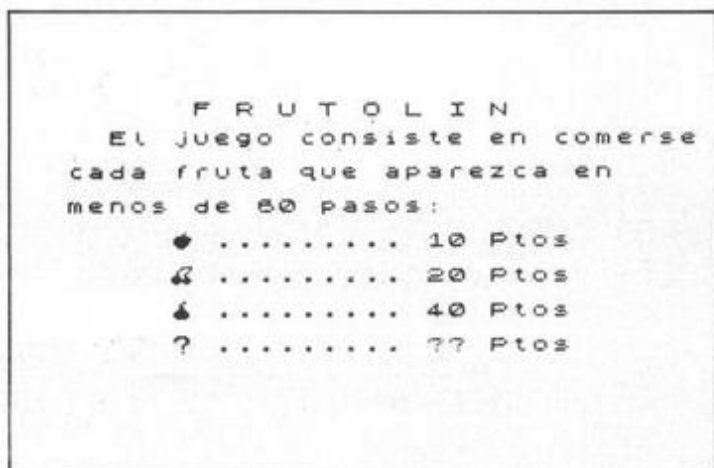 F R U T O L I N
El juego consiste en comerse
cada fruta que aparezca en
menos de 80 pasos:
......... 10 Ptos
......... 20 Ptos
......... 40 Ptos
? ......... ?? Ptos